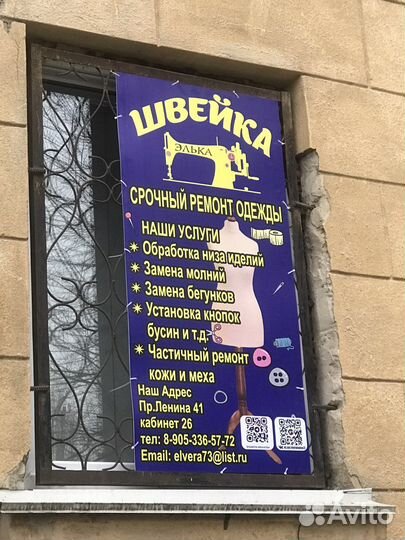 ШВЕЙКА
ЭЛЬКА
СРОЧНЫЙ РЕМОНТ ОДЕЖДЫ
НАШИ УСЛУГИ
✷ Обработка низа иделий
✷ Замена молний
✷ Замена бегунков
✷ Установка кнопок
бусин и т.д.
✷ Частичный ремонт
кожи и меха
Наш Адрес
Пр.Ленина 41
кабинет 26
тел: 8-905-336-57-72
Email: elvera73@list.ru
Avito